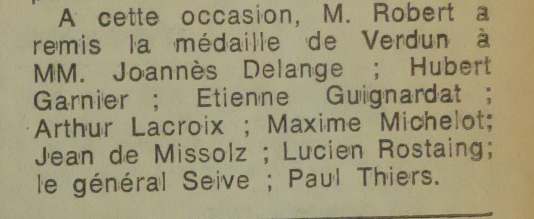 A cette occasion, M. Robert a
remis la médaille de Verdun à
MM. Joannès Delange ; Hubert
Garnier ; Etienne Guignardat ;
Arthur Lacroix ; Maxime Michelot;
Jean de Missolz ; Lucien Rostaing;
le général Seive ; Paul Thiers.